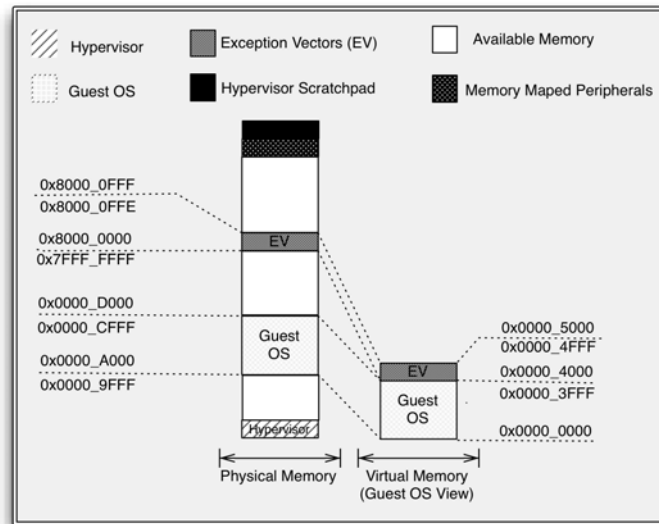 Hypervisor
Exception Vectors (EV)
Available Memory
Guest OS
Hypervisor Scratchpad
Memory Maped Peripherals
0x8000_0FFF
0x8000_0FFE
0x8000_0000
0x7FFF_FFFF
0x0000_D000
0x0000_CFFF
0x0000_A000
0x0000_9FFF
EV
Guest
OS
Hypervisor
EV
Guest
OS
0x0000_5000
0x0000_4FFF
0x0000_4000
0x0000_3FFF
0x0000_0000
Physical Memory
Virtual Memory
(Guest OS View)